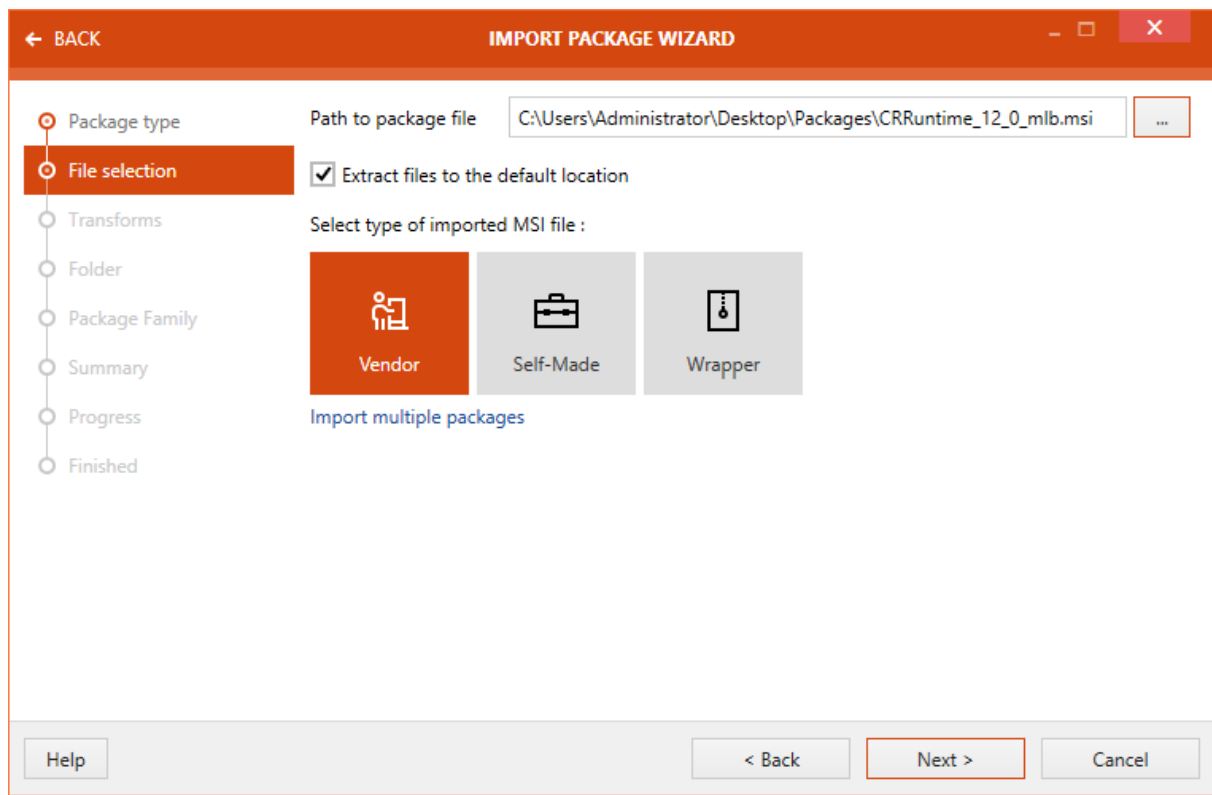 BACK
IMPORT PACKAGE WIZARD
Package type
File selection
Transforms
Folder
Package Family
Summary
Progress
Finished
Path to package file
C:\Users\Administrator\Desktop\Packages\CRRuntime_12_0_mlb.msi
...
Extract files to the default location
Select type of imported MSI file :
Vendor
Self-Made
Wrapper
Import multiple packages
Help
< Back
Next >
Cancel